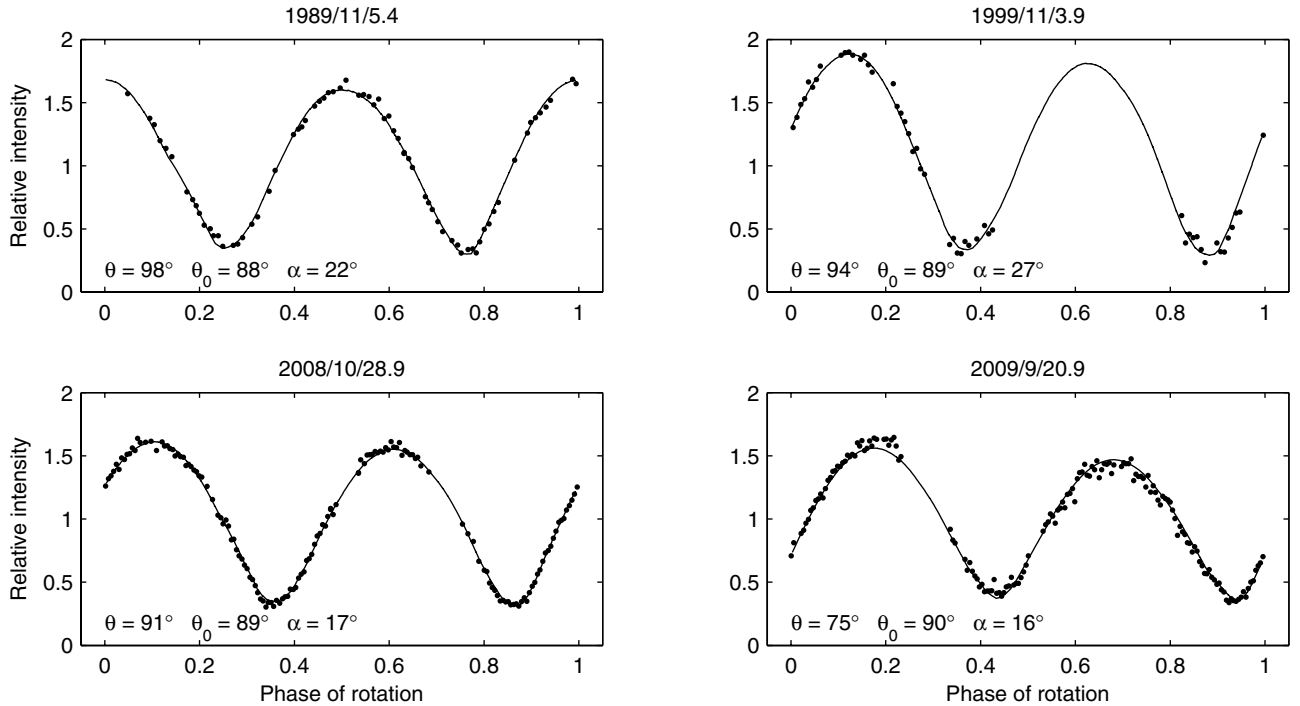 1989/11/5.4
Relative intensity
2
1.5
1
0.5
0
θ = 98° θ0 = 88° α = 22°
0 0.2 0.4 0.6 0.8 1
1999/11/3.9
2
1.5
1
0.5
0
θ = 94° θ0 = 89° α = 27°
0 0.2 0.4 0.6 0.8 1
2008/10/28.9
Relative intensity
2
1.5
1
0.5
0
θ = 91° θ0 = 89° α = 17°
0 0.2 0.4 0.6 0.8 1
Phase of rotation
2009/9/20.9
2
1.5
1
0.5
0
θ = 75° θ0 = 90° α = 16°
0 0.2 0.4 0.6 0.8 1
Phase of rotation